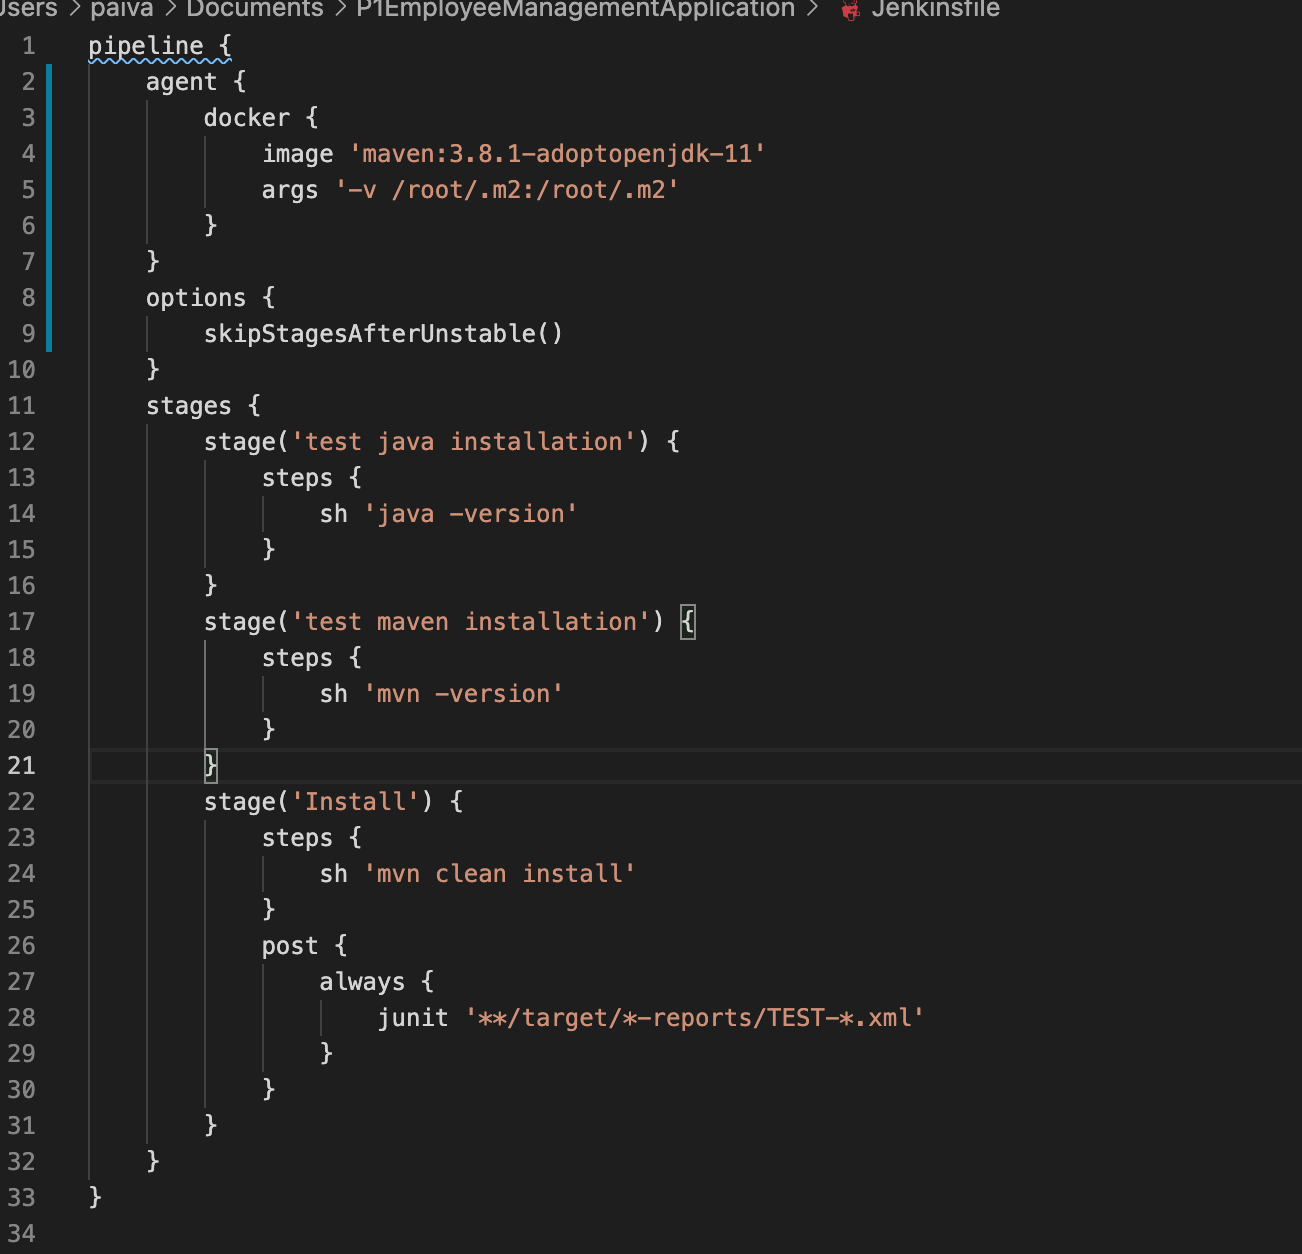 Users > paiva > Documents > P1EmployeeManagementApplication > Jenkinsfile
1 pipeline {
2     agent {
3         docker {
4             image 'maven:3.8.1-adoptopenjdk-11'
5             args '-v /root/.m2:/root/.m2'
6         }
7     }
8     options {
9         skipStagesAfterUnstable()
10     }
11     stages {
12         stage('test java installation') {
13             steps {
14                 sh 'java -version'
15             }
16         }
17         stage('test maven installation') {
18             steps {
19                 sh 'mvn -version'
20             }
21         }
22         stage('Install') {
23             steps {
24                 sh 'mvn clean install'
25             }
26             post {
27                 always {
28                     junit '**/target/*-reports/TEST-*.xml'
29                 }
30             }
31         }
32     }
33 }
34